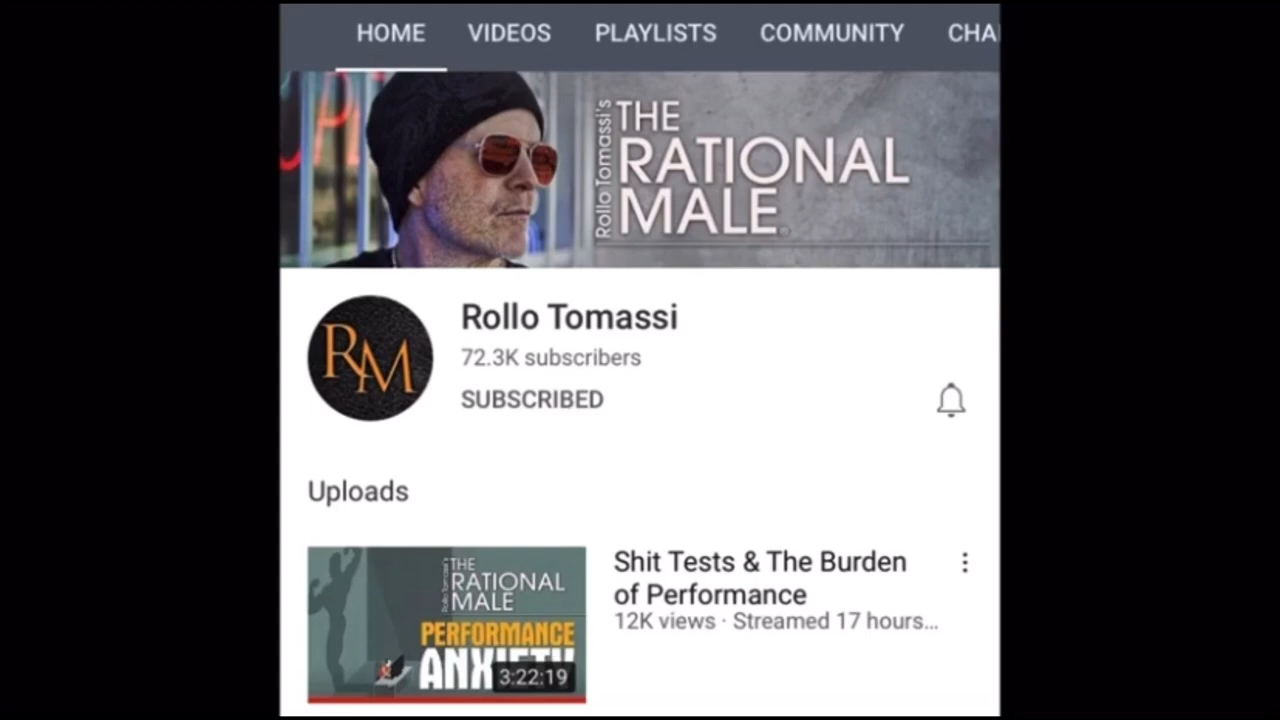 HOME VIDEOS PLAYLISTS COMMUNITY CHA
Rollo Tomassi's
THE
RATIONAL
MALE
RM
Rollo Tomassi
72.3K subscribers
SUBSCRIBED
Uploads
Rollo Tomassi's
THE
RATIONAL
MALE
PERFORMANCE
ANXIETY
3:22:19
Shit Tests & The Burden
of Performance
12K views · Streamed 17 hours...